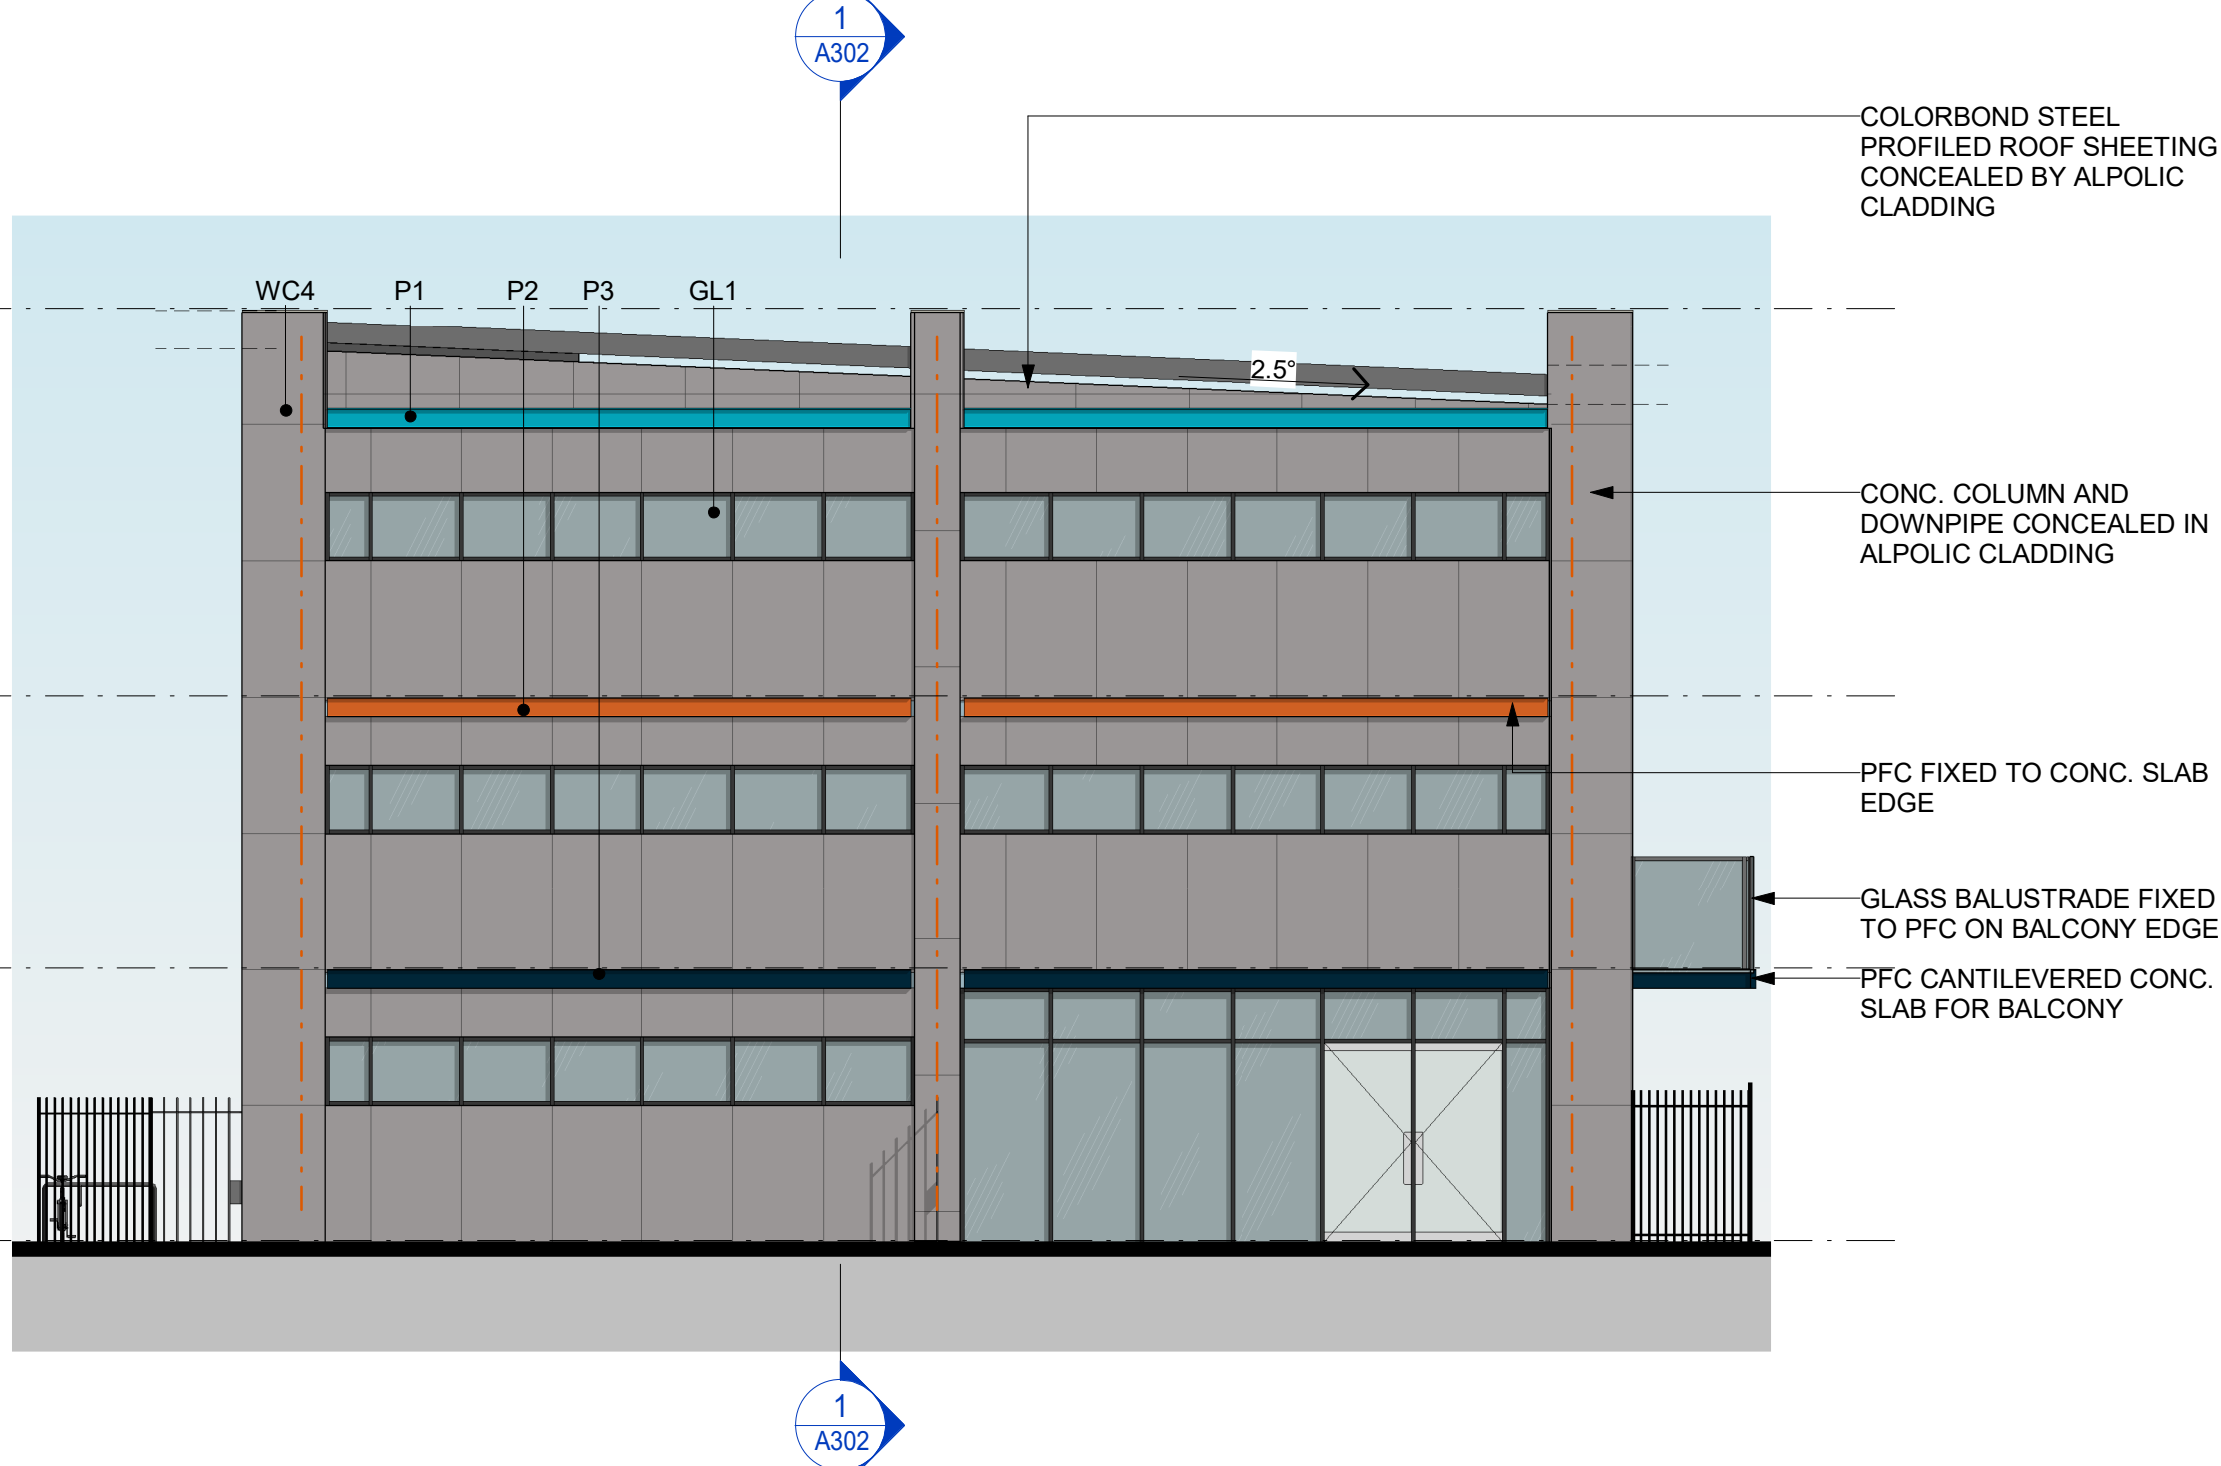 1
A302
COLORBOND STEEL
PROFILED ROOF SHEETING
CONCEALED BY ALPOLIC
CLADDING
WC4
P1
P2
P3
GL1
2.5°
CONC. COLUMN AND
DOWNPIPE CONCEALED IN
ALPOLIC CLADDING
PFC FIXED TO CONC. SLAB
EDGE
GLASS BALUSTRADE FIXED
TO PFC ON BALCONY EDGE
PFC CANTILEVERED CONC.
SLAB FOR BALCONY
1
A302